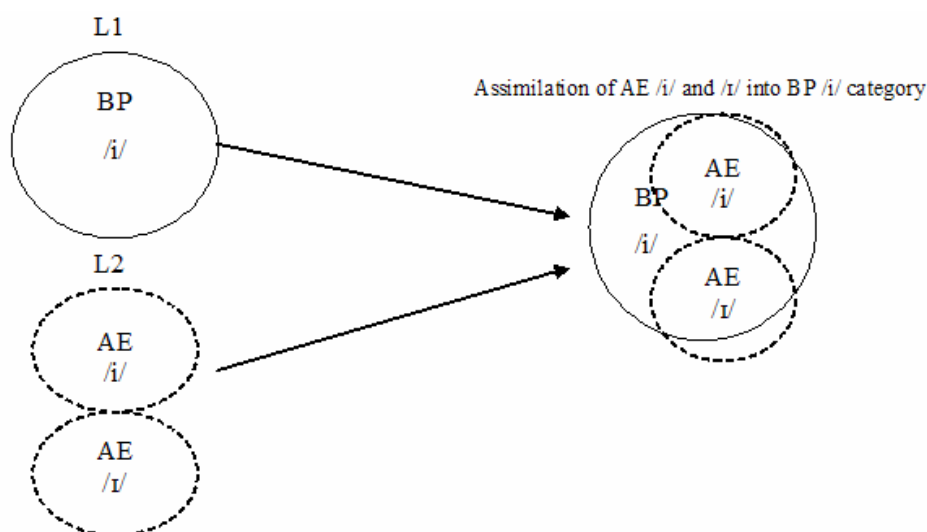 L1
BP
/i/
L2
AE
/i/
AE
/ɪ/
Assimilation of AE /i/ and /ɪ/ into BP /i/ category
AE
/i/
BP
/i/
AE
/ɪ/